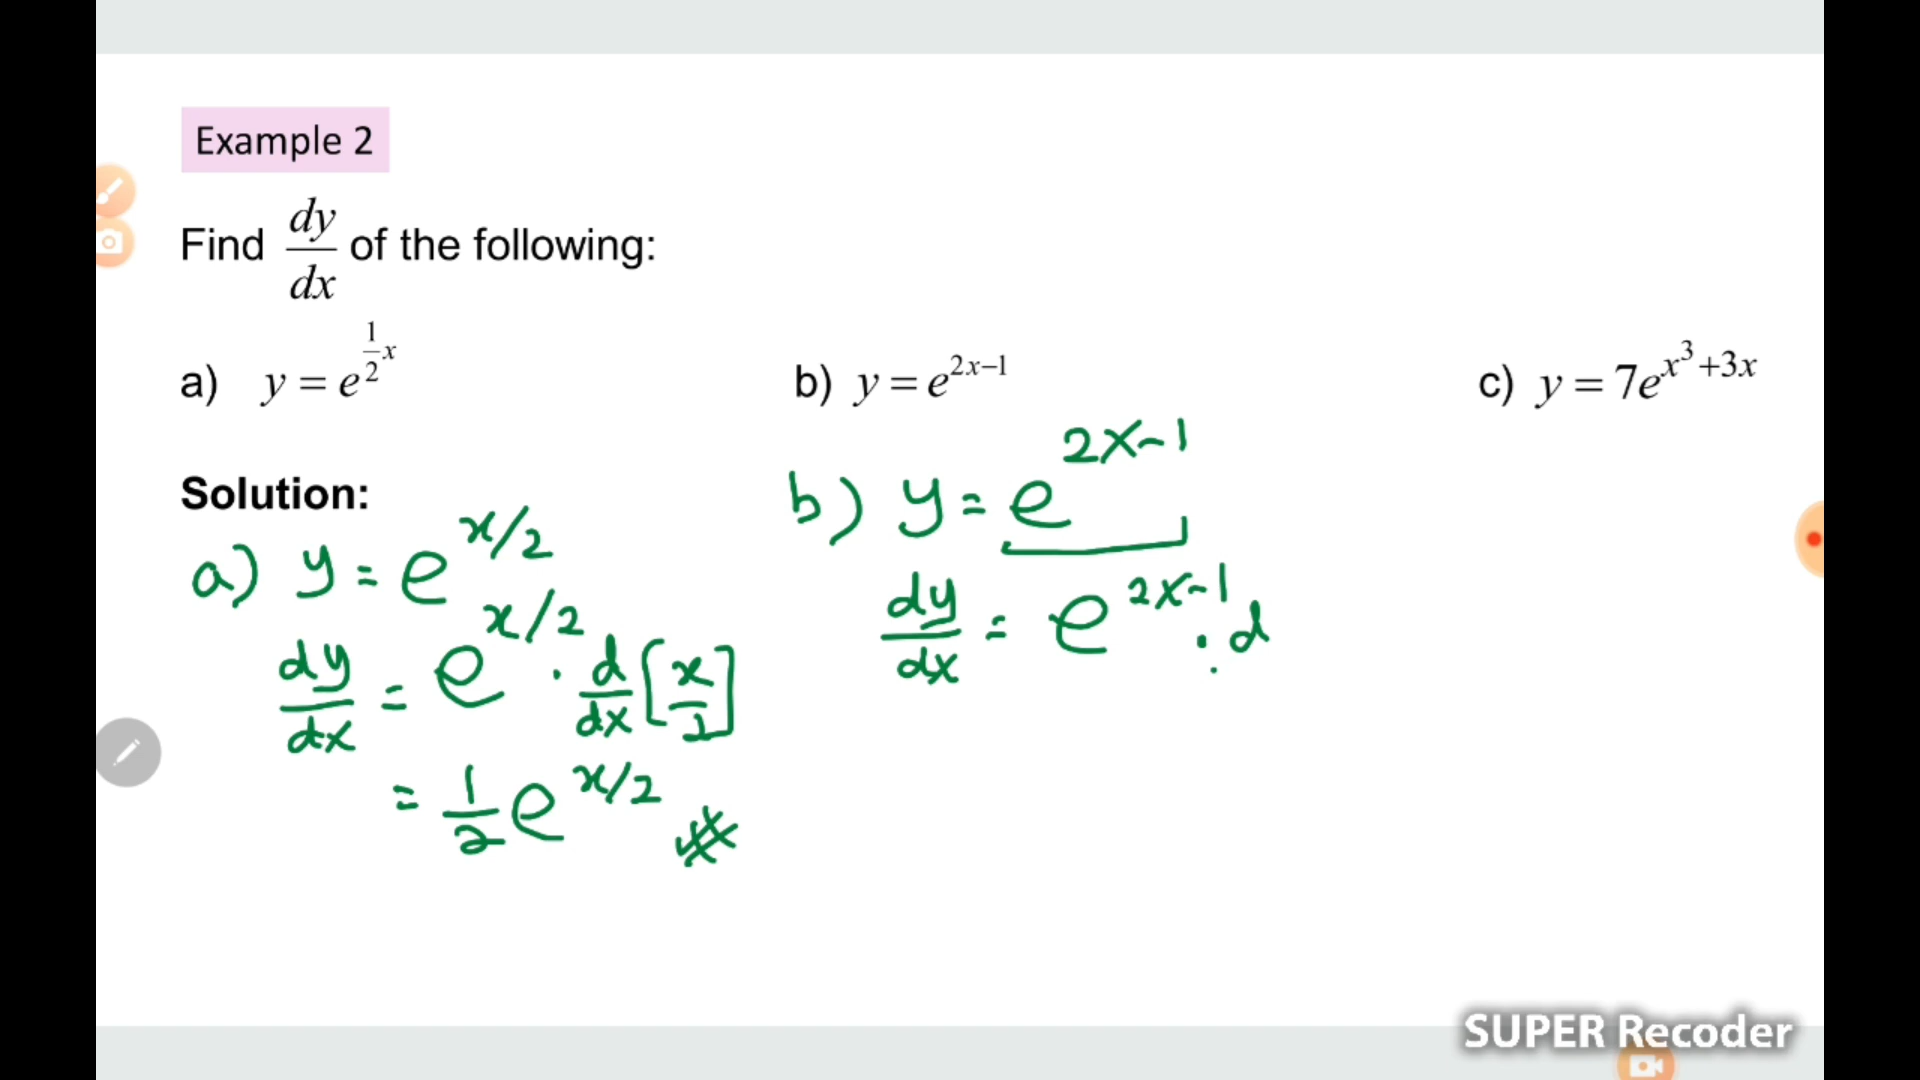 Example 2
Find dy/dx of the following:
a) y = e^{\frac{1}{2}x}
b) y = e^{2x-1}
c) y = 7e^{x^3+3x}
Solution:
a) y = e^{x/2}
dy/dx = e^{x/2} · d/dx [x/2]
= 1/2 e^{x/2}
b) y = e^{2x-1}
dy/dx = e^{2x-1} · d
SUPER Recoder